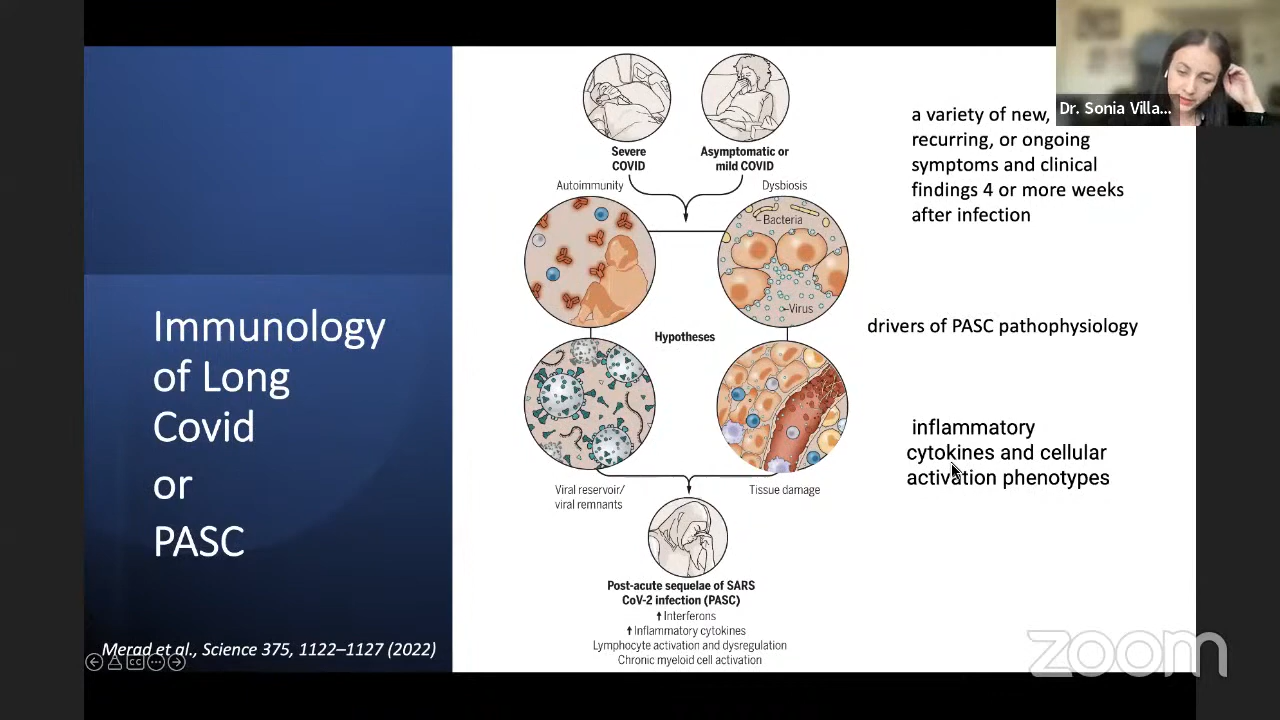 Immunology
of Long
Covid
or
PASC
Merad et al., Science 375, 1122–1127 (2022)
CC
Severe
COVID
Asymptomatic or
mild COVID
Autoimmunity
Dysbiosis
Bacteria
Virus
Hypotheses
Viral reservoir/
viral remnants
Tissue damage
Post-acute sequelae of SARS
CoV-2 infection (PASC)
⬆ Interferons
⬆ Inflammatory cytokines
Lymphocyte activation and dysregulation
Chronic myeloid cell activation
a variety of new,
recurring, or ongoing
symptoms and clinical
findings 4 or more weeks
after infection
drivers of PASC pathophysiology
inflammatory
cytokines and cellular
activation phenotypes
Dr. Sonia Villa...
zoom